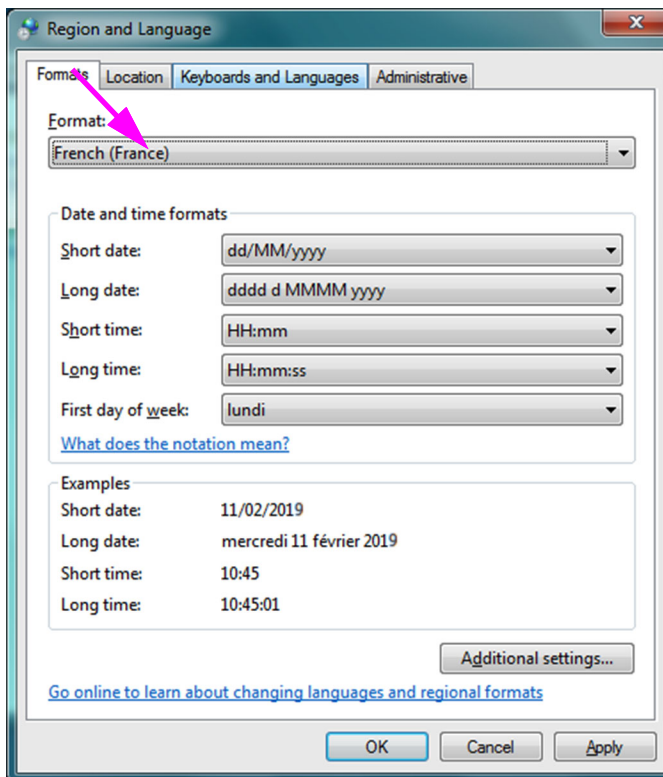 Region and Language
Formats Location Keyboards and Languages Administrative
Format:
French (France)
Date and time formats
Short date: dd/MM/yyyy
Long date: dddd d MMMM yyyy
Short time: HH:mm
Long time: HH:mm:ss
First day of week: lundi
What does the notation mean?
Examples
Short date: 11/02/2019
Long date: mercredi 11 février 2019
Short time: 10:45
Long time: 10:45:01
Additional settings...
Go online to learn about changing languages and regional formats
OK Cancel Apply